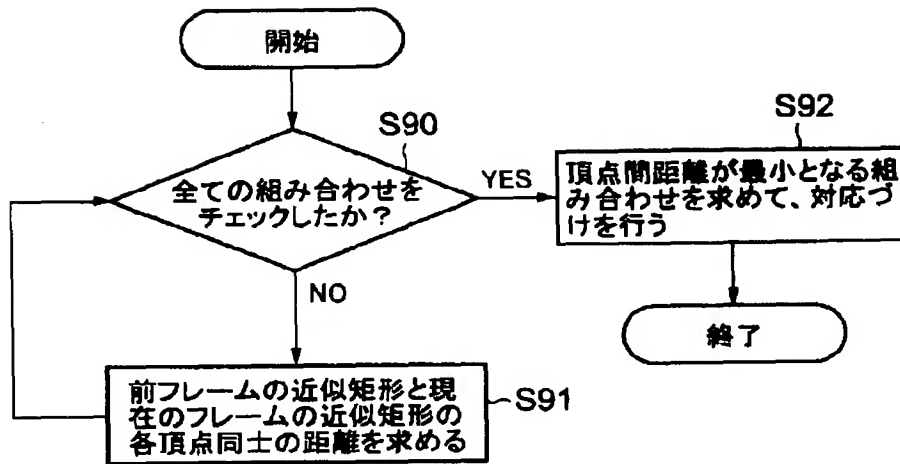 開始
S90
全ての組み合わせを
チェックしたか？
YES
S92
頂点間距離が最小となる組
み合わせを求めて、対応づ
けを行う
終了
NO
前フレームの近似矩形と現
在のフレームの近似矩形の
各頂点同士の距離を求める
S91